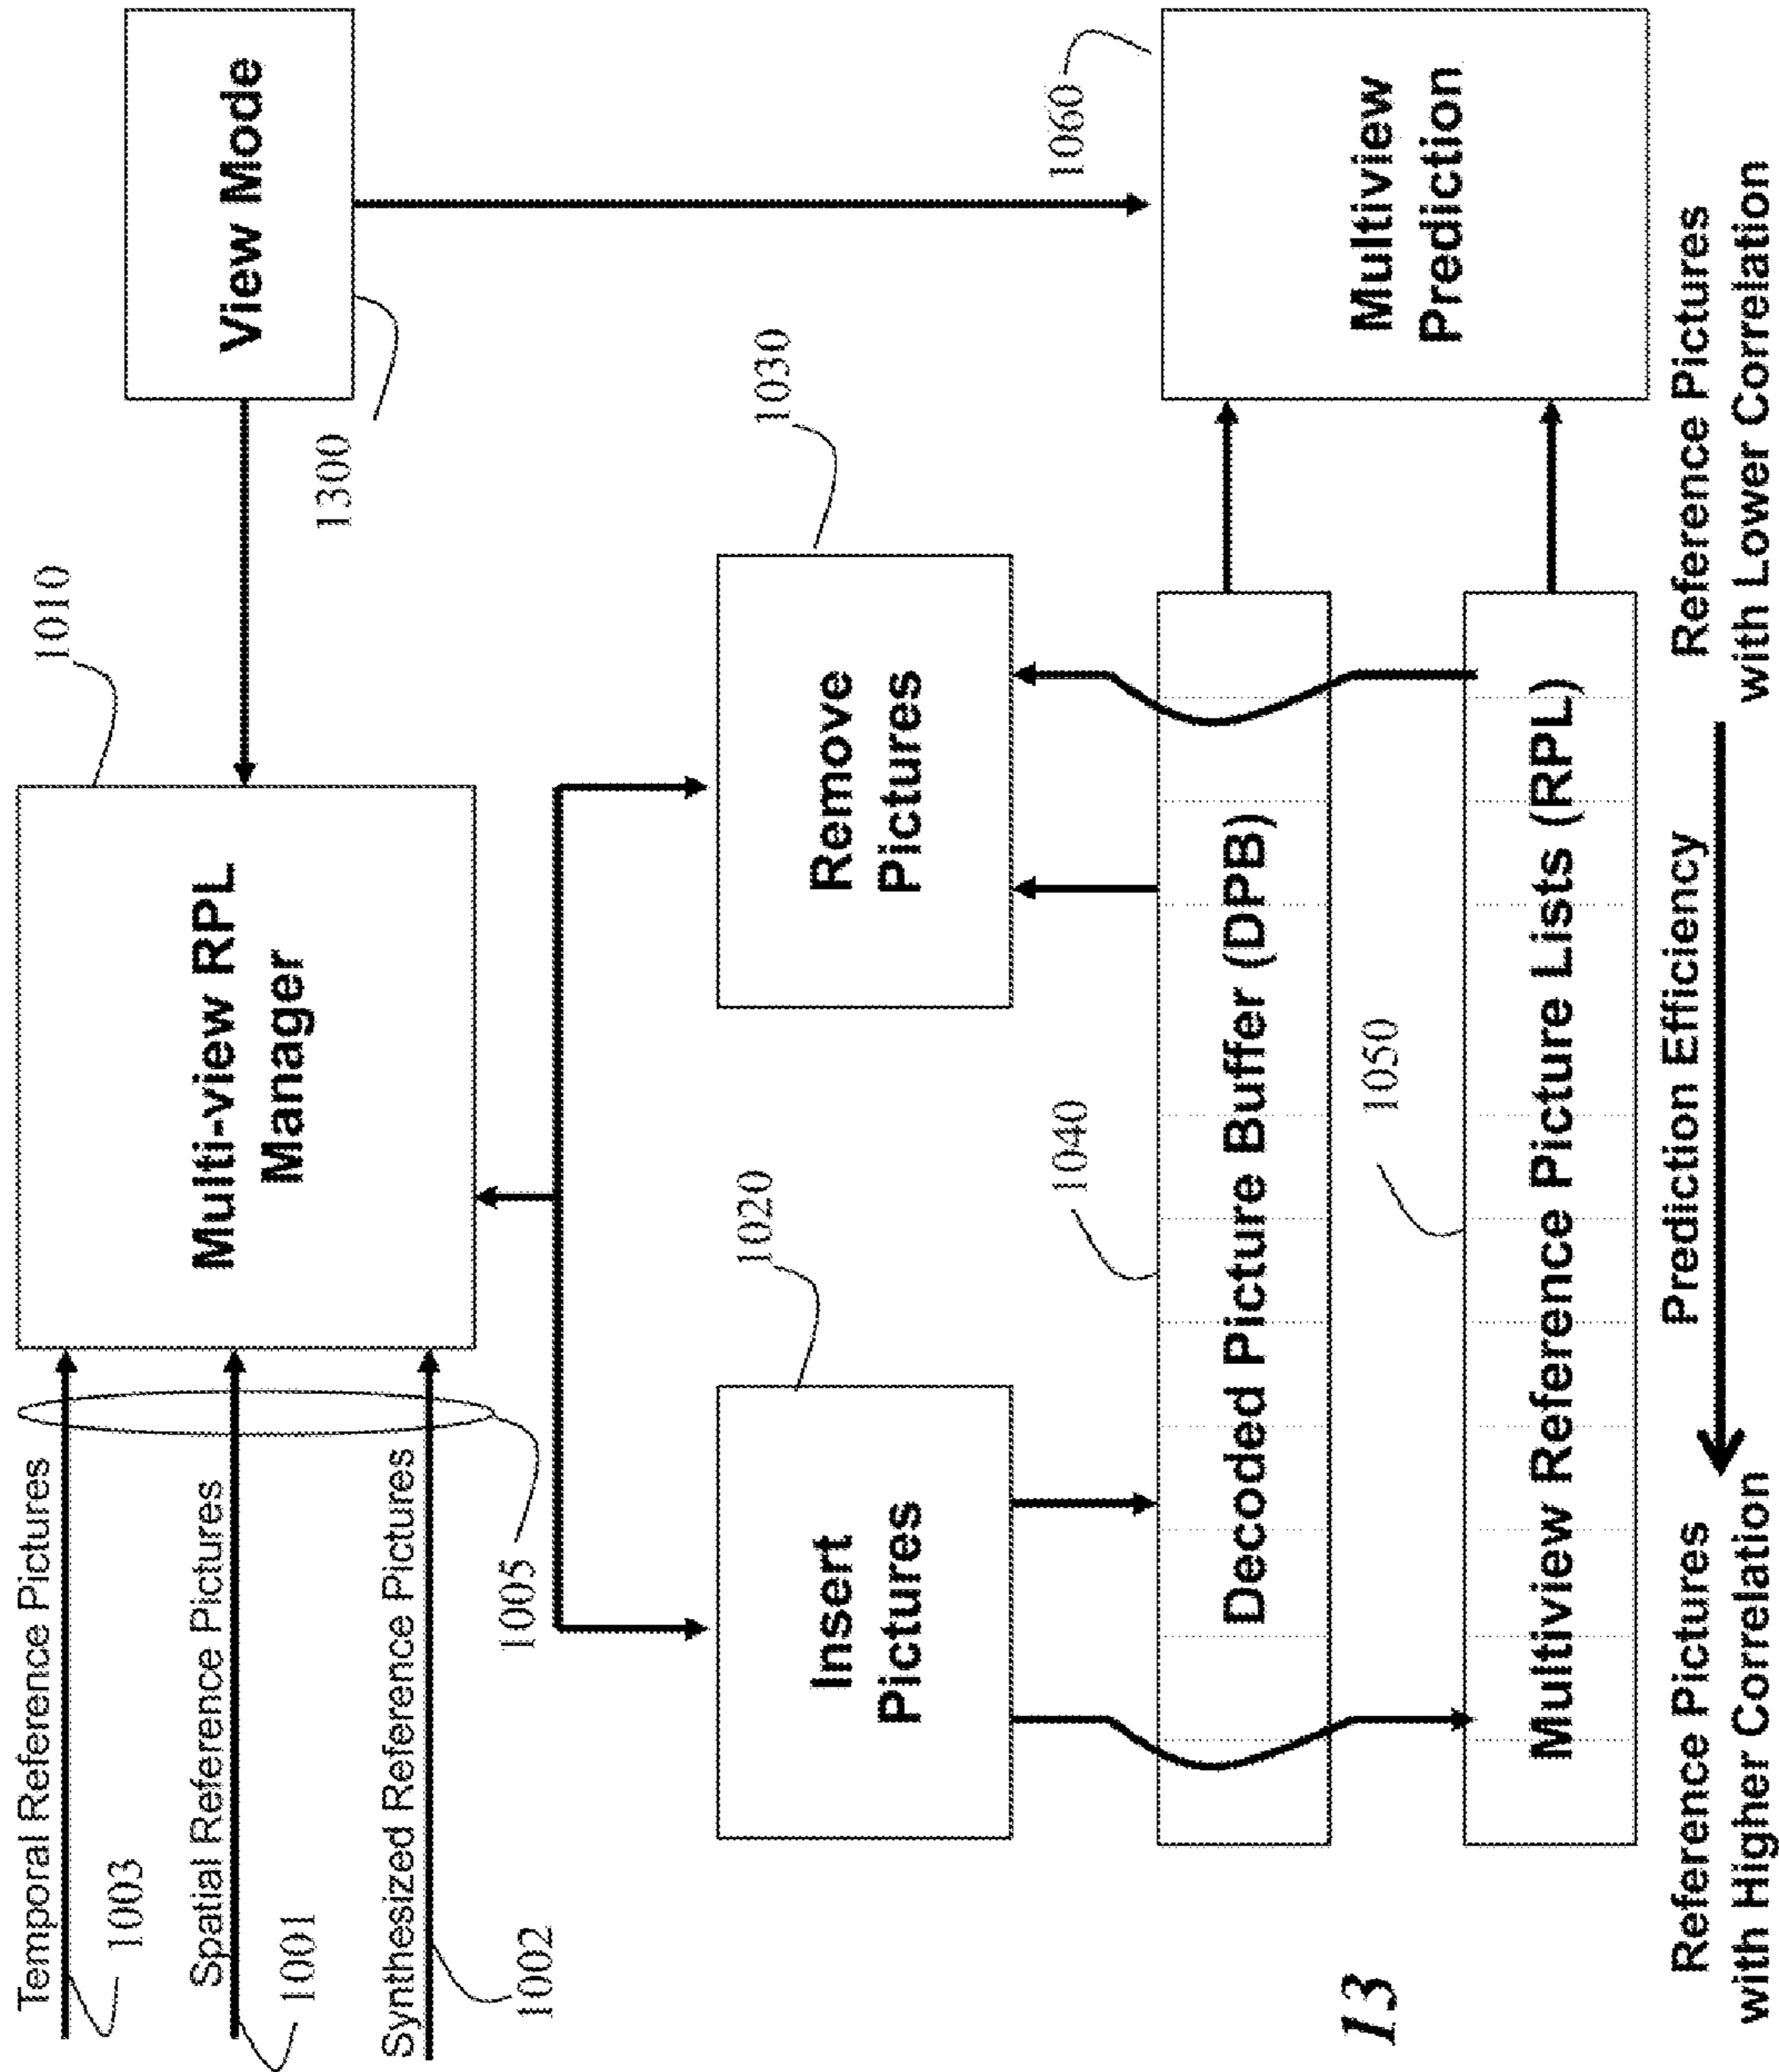 Temporal Reference Pictures
1003
Spatial Reference Pictures
1001
Synthesized Reference Pictures
1002
1005
Multi-view RPL
Manager
1010
View Mode
1300
Insert
Pictures
1020
Remove
Pictures
1030
Decoded Picture Buffer (DPB)
1040
Multiview Reference Picture Lists (RPL)
1050
Multiview
Prediction
1060
Prediction Efficiency
Reference Pictures
with Higher Correlation
Reference Pictures
with Lower Correlation
13